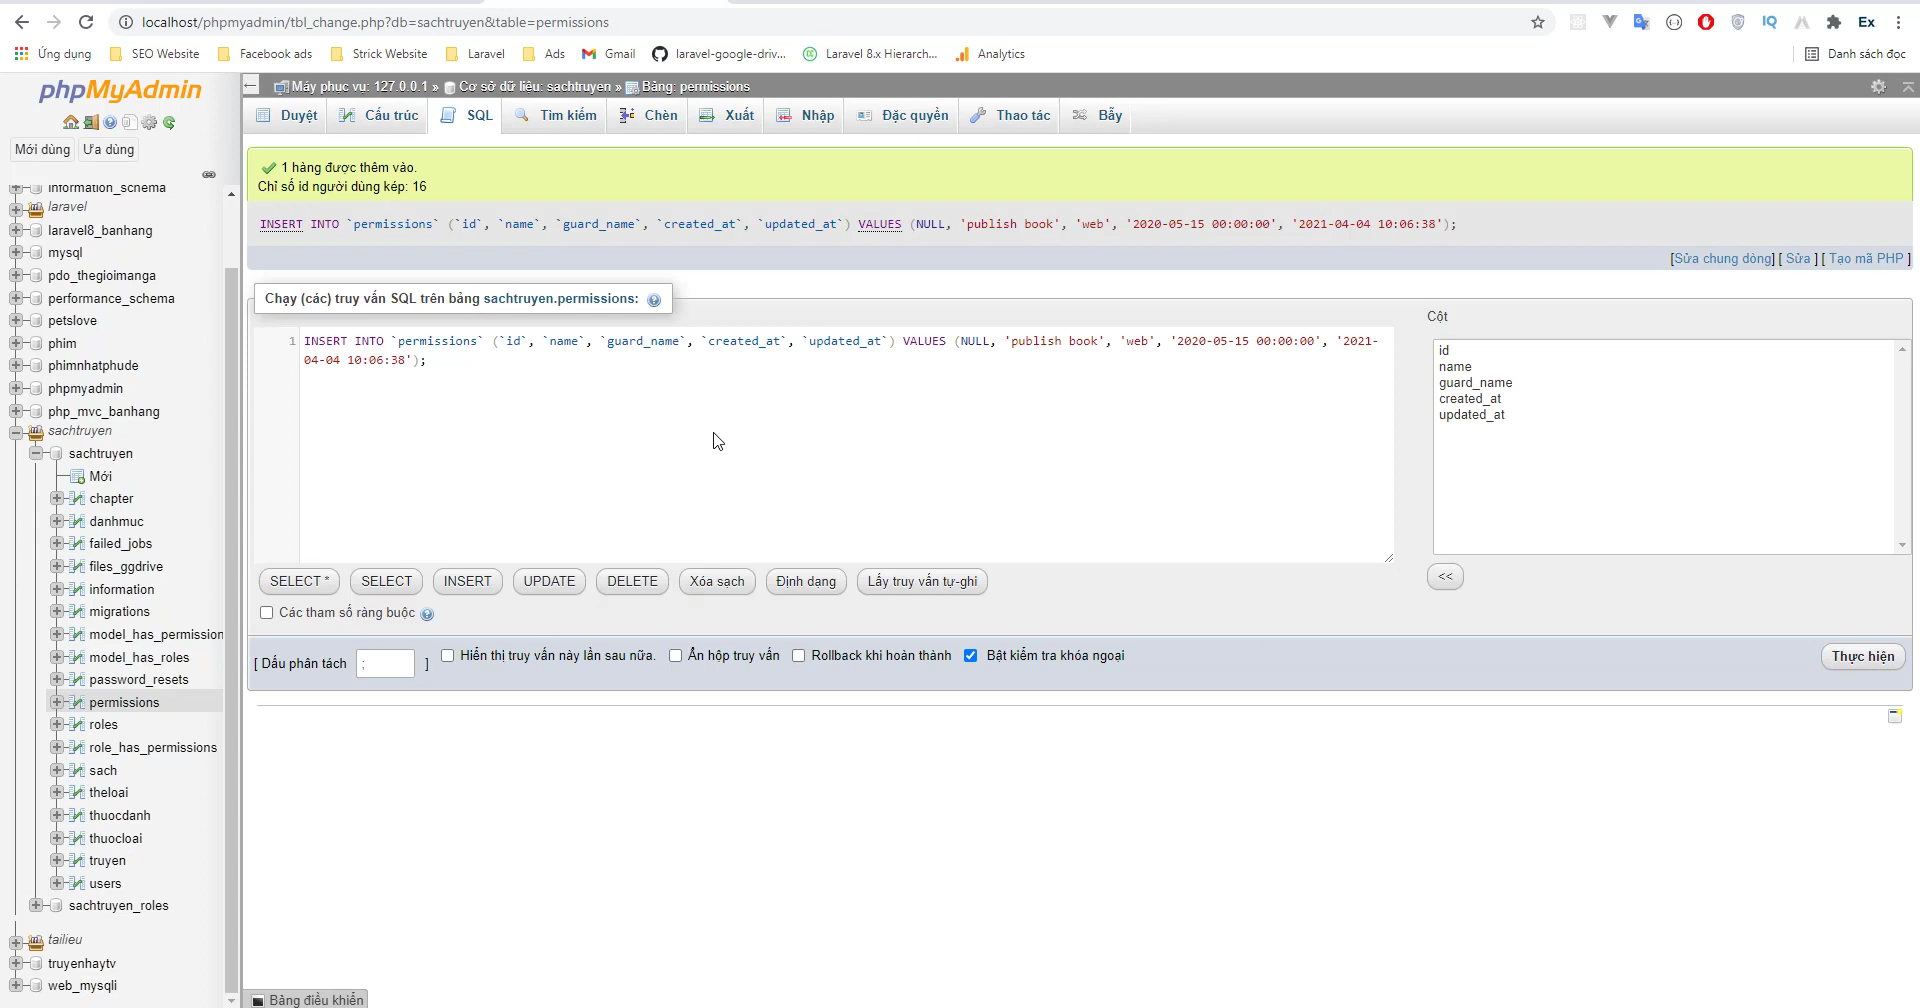 localhost/phpmyadmin/tbl_change.php?db=sachtruyen&table=permissions
IQ
Ex
Ứng dụng
SEO Website
Facebook ads
Strick Website
Laravel
Ads
Gmail
laravel-google-driv...
Laravel 8.x Hierarch...
Analytics
Danh sách đọc
phpMyAdmin
Mới dùng
Ưa dùng
information_schema
laravel
laravel8_banhang
mysql
pdo_thegioimanga
performance_schema
petslove
phim
phimnhatphude
phpmyadmin
php_mvc_banhang
sachtruyen
sachtruyen
Mới
chapter
danhmuc
failed_jobs
files_ggdrive
information
migrations
model_has_permission
model_has_roles
password_resets
permissions
roles
role_has_permissions
sach
theloai
thuocdanh
thuocloai
truyen
users
sachtruyen_roles
tailieu
truyenhaytv
web_mysqli
Máy phục vụ: 127.0.0.1 » Cơ sở dữ liệu: sachtruyen » Bảng: permissions
Duyệt
Cấu trúc
SQL
Tìm kiếm
Chèn
Xuất
Nhập
Đặc quyền
Thao tác
Bẫy
1 hàng được thêm vào.
Chỉ số id người dùng kép: 16
INSERT INTO `permissions` (`id`, `name`, `guard_name`, `created_at`, `updated_at`) VALUES (NULL, 'publish book', 'web', '2020-05-15 00:00:00', '2021-04-04 10:06:38');
[Sửa chung dòng] [ Sửa ] [ Tạo mã PHP ]
Chạy (các) truy vấn SQL trên bảng sachtruyen.permissions:
1 INSERT INTO `permissions` (`id`, `name`, `guard_name`, `created_at`, `updated_at`) VALUES (NULL, 'publish book', 'web', '2020-05-15 00:00:00', '2021-
04-04 10:06:38');
Cột
id
name
guard_name
created_at
updated_at
<<
SELECT *
SELECT
INSERT
UPDATE
DELETE
Xóa sạch
Định dạng
Lấy truy vấn tự-ghi
Các tham số ràng buộc
[ Dấu phân tách ; ]
Hiển thị truy vấn này lần sau nữa.
Ẩn hộp truy vấn
Rollback khi hoàn thành
Bật kiểm tra khóa ngoại
Thực hiện
Bảng điều khiển